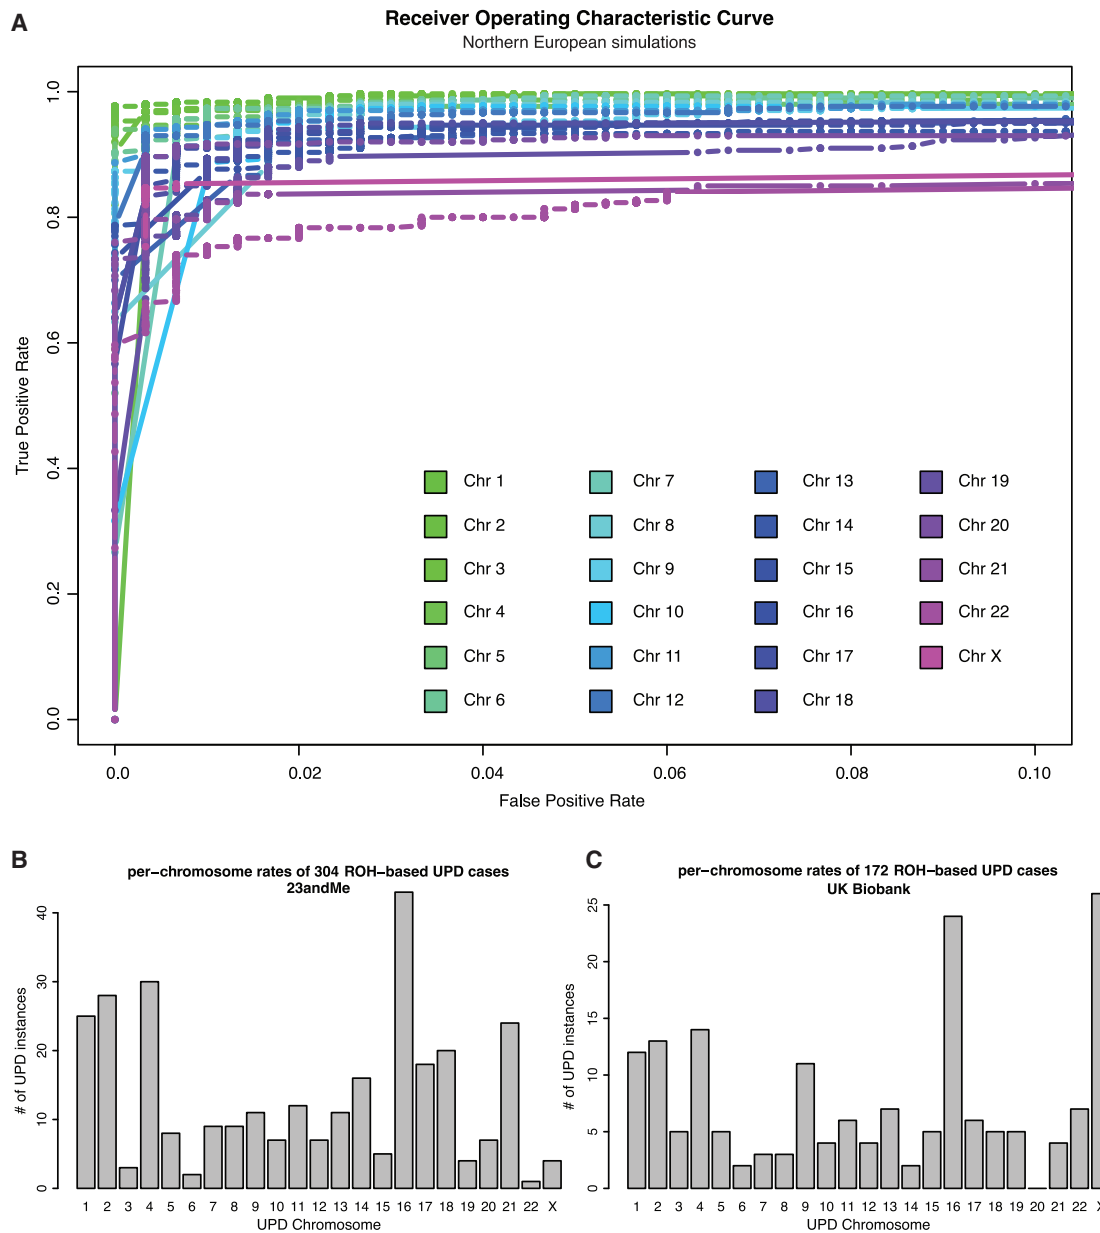 A
Receiver Operating Characteristic Curve
Northern European simulations
True Positive Rate
1.0
0.8
0.6
0.4
0.2
0.0
Chr 1 Chr 7 Chr 13 Chr 19
Chr 2 Chr 8 Chr 14 Chr 20
Chr 3 Chr 9 Chr 15 Chr 21
Chr 4 Chr 10 Chr 16 Chr 22
Chr 5 Chr 11 Chr 17 Chr X
Chr 6 Chr 12 Chr 18
0.0 0.02 0.04 0.06 0.08 0.10
False Positive Rate
B
per−chromosome rates of 304 ROH−based UPD cases
23andMe
# of UPD instances
40
30
20
10
0
1 2 3 4 5 6 7 8 9 10 11 12 13 14 15 16 17 18 19 20 21 22 X
UPD Chromosome
C
per−chromosome rates of 172 ROH−based UPD cases
UK Biobank
# of UPD instances
25
20
15
10
5
0
1 2 3 4 5 6 7 8 9 10 11 12 13 14 15 16 17 18 19 20 21 22 X
UPD Chromosome